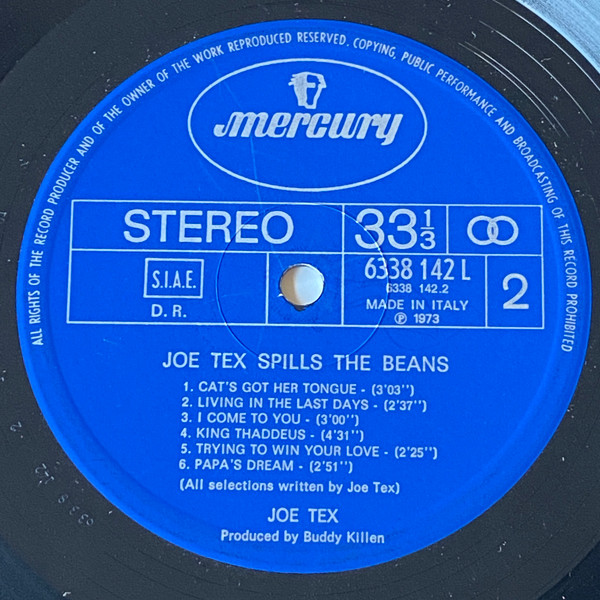 ALL RIGHTS OF THE RECORD PRODUCER AND OF THE OWNER OF THE WORK REPRODUCED RESERVED. COPYING, PUBLIC PERFORMANCE AND BROADCASTING OF THIS RECORD PROHIBITED
mercury
STEREO
33 1/3
S.I.A.E.
D. R.
6338 142 L
6338 142.2
MADE IN ITALY
℗ 1973
2
JOE TEX SPILLS THE BEANS
1. CAT'S GOT HER TONGUE - (3'03'')
2. LIVING IN THE LAST DAYS - (2'37'')
3. I COME TO YOU - (3'00'')
4. KING THADDEUS - (4'31'')
5. TRYING TO WIN YOUR LOVE - (2'25'')
6. PAPA'S DREAM - (2'51'')
(All selections written by Joe Tex)
JOE TEX
Produced by Buddy Killen